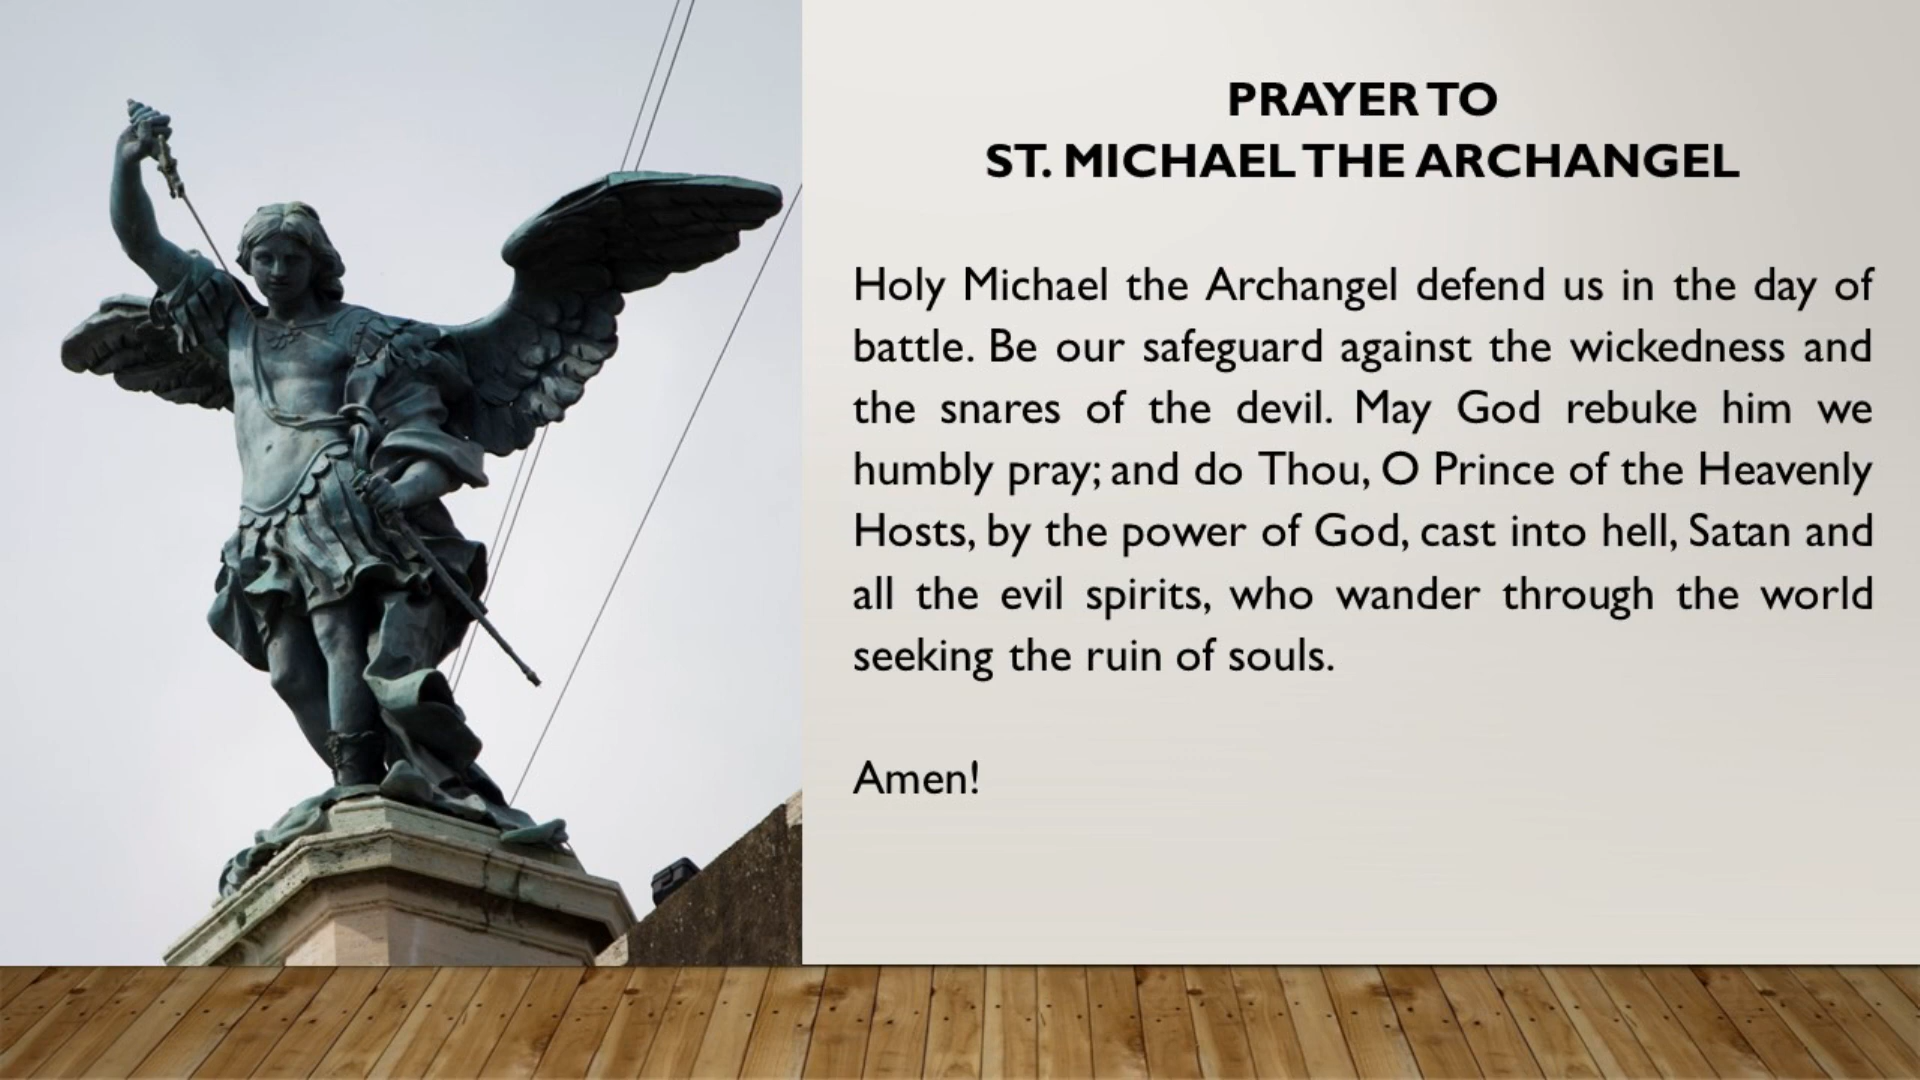 PRAYER TO
ST. MICHAEL THE ARCHANGEL
Holy Michael the Archangel defend us in the day of
battle. Be our safeguard against the wickedness and
the snares of the devil. May God rebuke him we
humbly pray; and do Thou, O Prince of the Heavenly
Hosts, by the power of God, cast into hell, Satan and
all the evil spirits, who wander through the world
seeking the ruin of souls.
Amen!